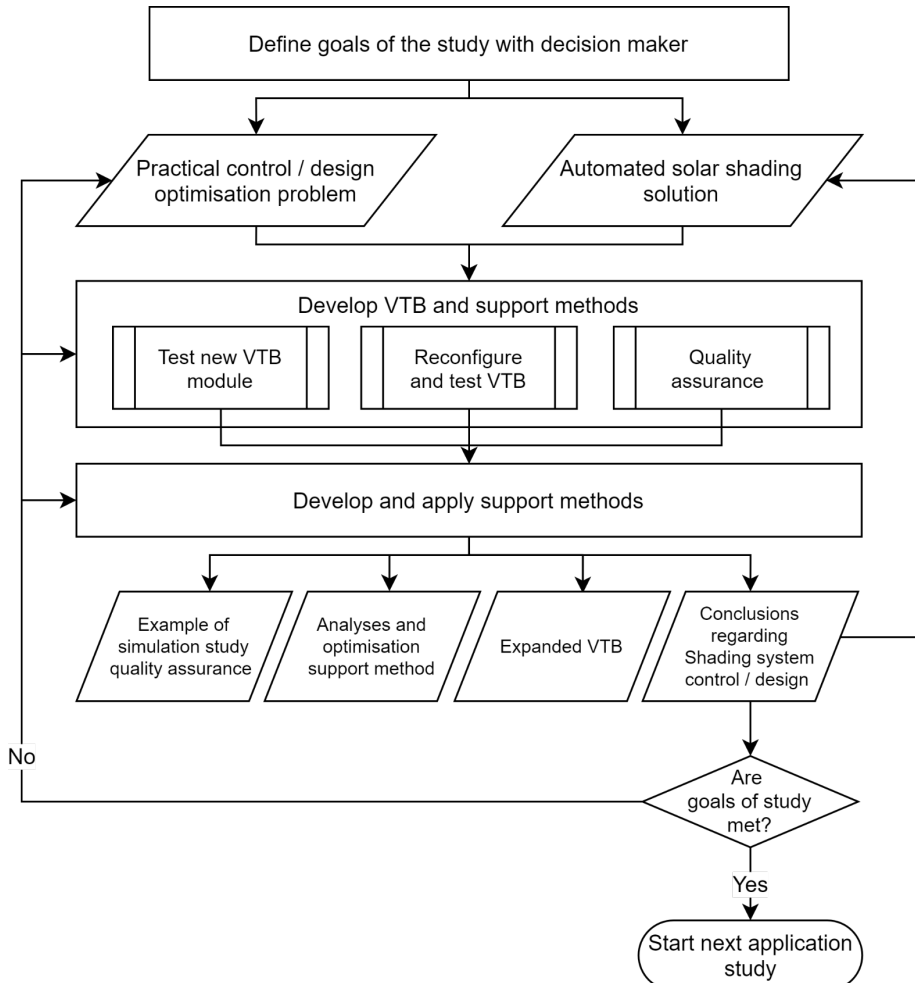 Define goals of the study with decision maker
Practical control / design
optimisation problem
Automated solar shading
solution
Develop VTB and support methods
Test new VTB
module
Reconfigure
and test VTB
Quality
assurance
Develop and apply support methods
Example of
simulation study
quality assurance
Analyses and
optimisation
support method
Expanded VTB
Conclusions
regarding
Shading system
control / design
No
Are
goals of study
met?
Yes
Start next application
study